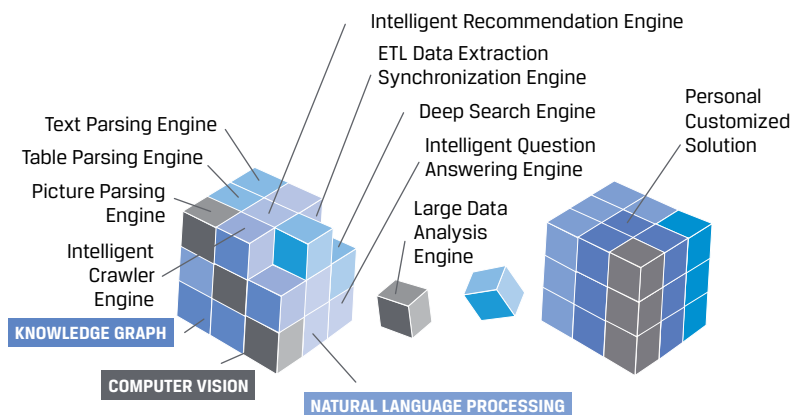 Intelligent Recommendation Engine
ETL Data Extraction
Synchronization Engine
Deep Search Engine
Intelligent Question
Answering Engine
Text Parsing Engine
Table Parsing Engine
Picture Parsing
Engine
Intelligent
Crawler
Engine
Large Data
Analysis
Engine
Personal
Customized
Solution
KNOWLEDGE GRAPH
COMPUTER VISION
NATURAL LANGUAGE PROCESSING